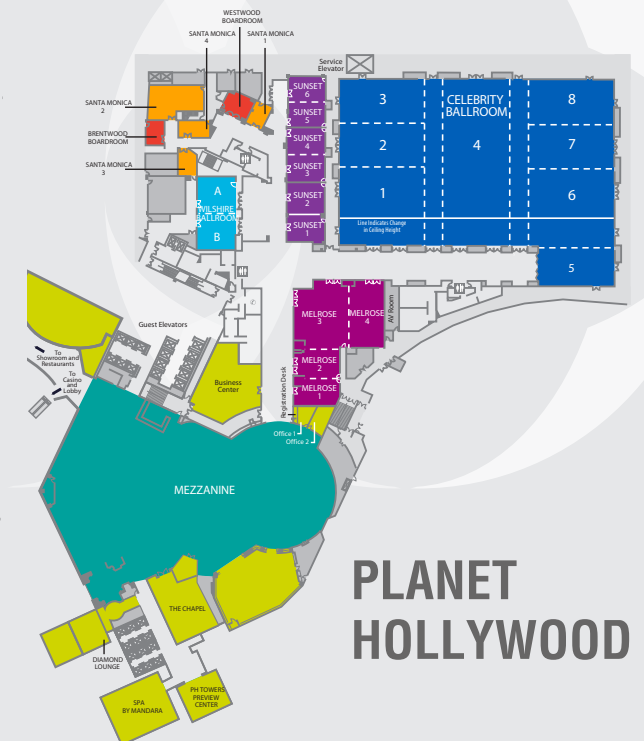 WESTWOOD
BOARDROOM
SANTA MONICA
4
SANTA MONICA
1
Service
Elevator
SANTA MONICA
2
BRENTWOOD
BOARDROOM
SANTA MONICA
3
SUNSET
6
SUNSET
5
SUNSET
4
SUNSET
3
SUNSET
2
SUNSET
1
A
WILSHIRE
BALLROOM
B
CELEBRITY
BALLROOM
3
2
1
4
8
7
6
5
Line Indicates Change
in Ceiling Height
MELROSE
3
MELROSE
4
MELROSE
2
MELROSE
1
AV Room
Registration Desk
Office 1
Office 2
Guest Elevators
Business
Center
To
Showroom and
Restaurants
To
Casino
and
Lobby
MEZZANINE
THE CHAPEL
DIAMOND
LOUNGE
SPA
BY MANDARA
PH TOWERS
PREVIEW
CENTER
PLANET
HOLLYWOOD